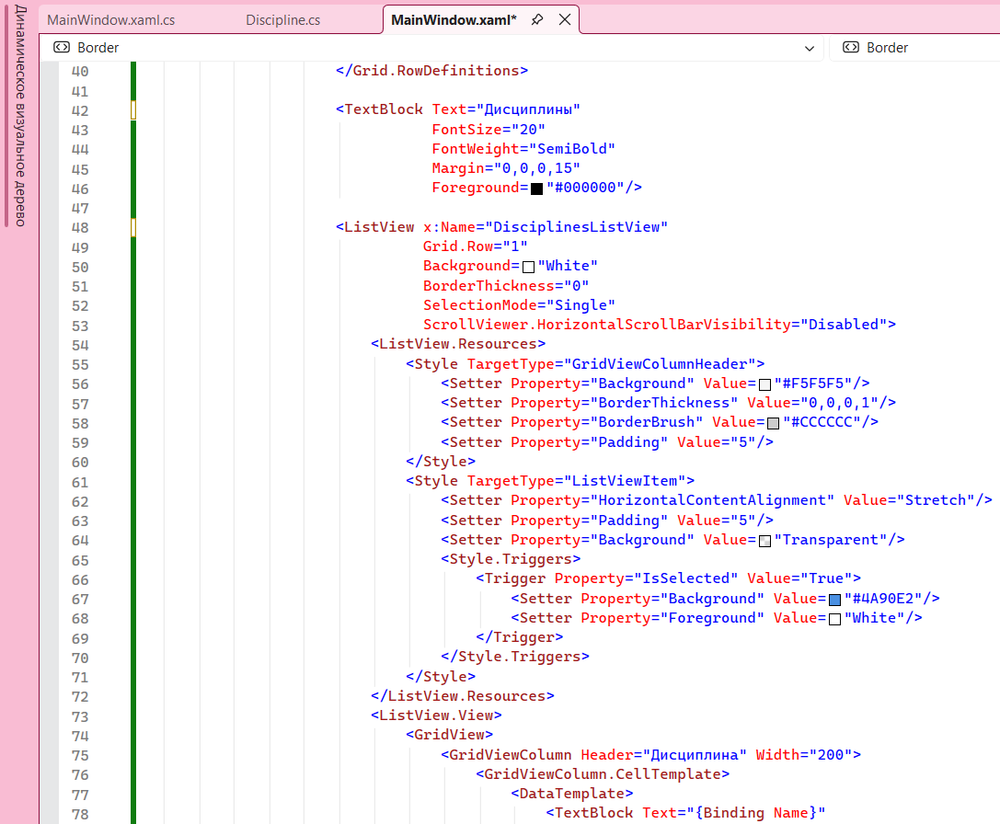 Динамическое визуальное дерево
MainWindow.xaml.cs Discipline.cs MainWindow.xaml*
Border Border
40 </Grid.RowDefinitions>
41
42 <TextBlock Text="Дисциплины"
43 FontSize="20"
44 FontWeight="SemiBold"
45 Margin="0,0,0,15"
46 Foreground="#000000"/>
47
48 <ListView x:Name="DisciplinesListView"
49 Grid.Row="1"
50 Background="White"
51 BorderThickness="0"
52 SelectionMode="Single"
53 ScrollViewer.HorizontalScrollBarVisibility="Disabled">
54 <ListView.Resources>
55 <Style TargetType="GridViewColumnHeader">
56 <Setter Property="Background" Value="#F5F5F5"/>
57 <Setter Property="BorderThickness" Value="0,0,0,1"/>
58 <Setter Property="BorderBrush" Value="#CCCCCC"/>
59 <Setter Property="Padding" Value="5"/>
60 </Style>
61 <Style TargetType="ListViewItem">
62 <Setter Property="HorizontalContentAlignment" Value="Stretch"/>
63 <Setter Property="Padding" Value="5"/>
64 <Setter Property="Background" Value="Transparent"/>
65 <Style.Triggers>
66 <Trigger Property="IsSelected" Value="True">
67 <Setter Property="Background" Value="#4A90E2"/>
68 <Setter Property="Foreground" Value="White"/>
69 </Trigger>
70 </Style.Triggers>
71 </Style>
72 </ListView.Resources>
73 <ListView.View>
74 <GridView>
75 <GridViewColumn Header="Дисциплина" Width="200">
76 <GridViewColumn.CellTemplate>
77 <DataTemplate>
78 <TextBlock Text="{Binding Name}"